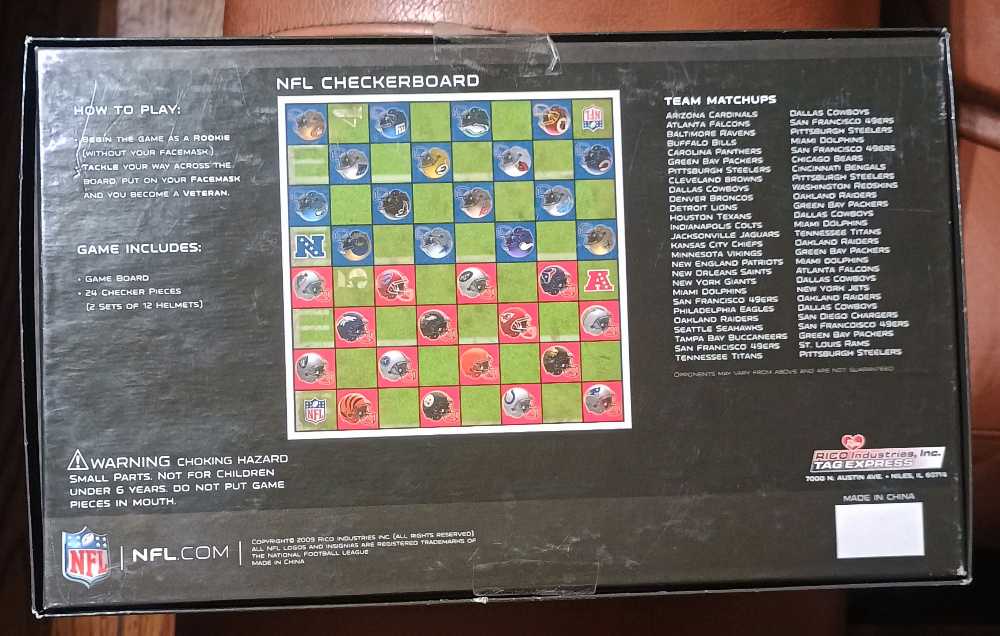 NFL CHECKERBOARD
HOW TO PLAY:
BEGIN THE GAME AS A ROOKIE
(WITHOUT YOUR FACEMASK)
TACKLE YOUR WAY ACROSS THE
BOARD, PUT ON YOUR FACEMASK
AND YOU BECOME A VETERAN.
GAME INCLUDES:
• GAME BOARD
• 24 CHECKER PIECES
(2 SETS OF 12 HELMETS)
NFL
N
A
NFL
TEAM MATCHUPS
ARIZONA CARDINALS DALLAS COWBOYS
ATLANTA FALCONS SAN FRANCISCO 49ERS
BALTIMORE RAVENS PITTSBURGH STEELERS
BUFFALO BILLS MIAMI DOLPHINS
CAROLINA PANTHERS SAN FRANCISCO 49ERS
GREEN BAY PACKERS CHICAGO BEARS
PITTSBURGH STEELERS CINCINNATI BENGALS
CLEVELAND BROWNS PITTSBURGH STEELERS
DALLAS COWBOYS WASHINGTON REDSKINS
DENVER BRONCOS OAKLAND RAIDERS
DETROIT LIONS GREEN BAY PACKERS
HOUSTON TEXANS DALLAS COWBOYS
INDIANAPOLIS COLTS MIAMI DOLPHINS
JACKSONVILLE JAGUARS TENNESSEE TITANS
KANSAS CITY CHIEFS OAKLAND RAIDERS
MINNESOTA VIKINGS GREEN BAY PACKERS
NEW ENGLAND PATRIOTS MIAMI DOLPHINS
NEW ORLEANS SAINTS ATLANTA FALCONS
NEW YORK GIANTS DALLAS COWBOYS
MIAMI DOLPHINS NEW YORK JETS
SAN FRANCISCO 49ERS OAKLAND RAIDERS
PHILADELPHIA EAGLES DALLAS COWBOYS
OAKLAND RAIDERS SAN DIEGO CHARGERS
SEATTLE SEAHAWKS SAN FRANCOISCO 49ERS
TAMPA BAY BUCCANEERS GREEN BAY PACKERS
SAN FRANCISCO 49ERS ST. LOUIS RAMS
TENNESSEE TITANS PITTSBURGH STEELERS
OPPONENTS MAY VARY FROM ABOVE AND ARE NOT GUARANTEED
⚠WARNING CHOKING HAZARD
SMALL PARTS. NOT FOR CHILDREN
UNDER 6 YEARS. DO NOT PUT GAME
PIECES IN MOUTH.
RICO Industries, Inc.
TAG EXPRESS
7000 N. AUSTIN AVE. • NILES, IL 60714
MADE IN CHINA
NFL
NFL.COM
COPYRIGHT© 2009 RICO INDUSTRIES INC (ALL RIGHTS RESERVED)
ALL NFL LOGOS AND INSIGNIAS ARE REGISTERED TRADEMARKS OF
THE NATIONAL FOOTBALL LEAGUE
MADE IN CHINA